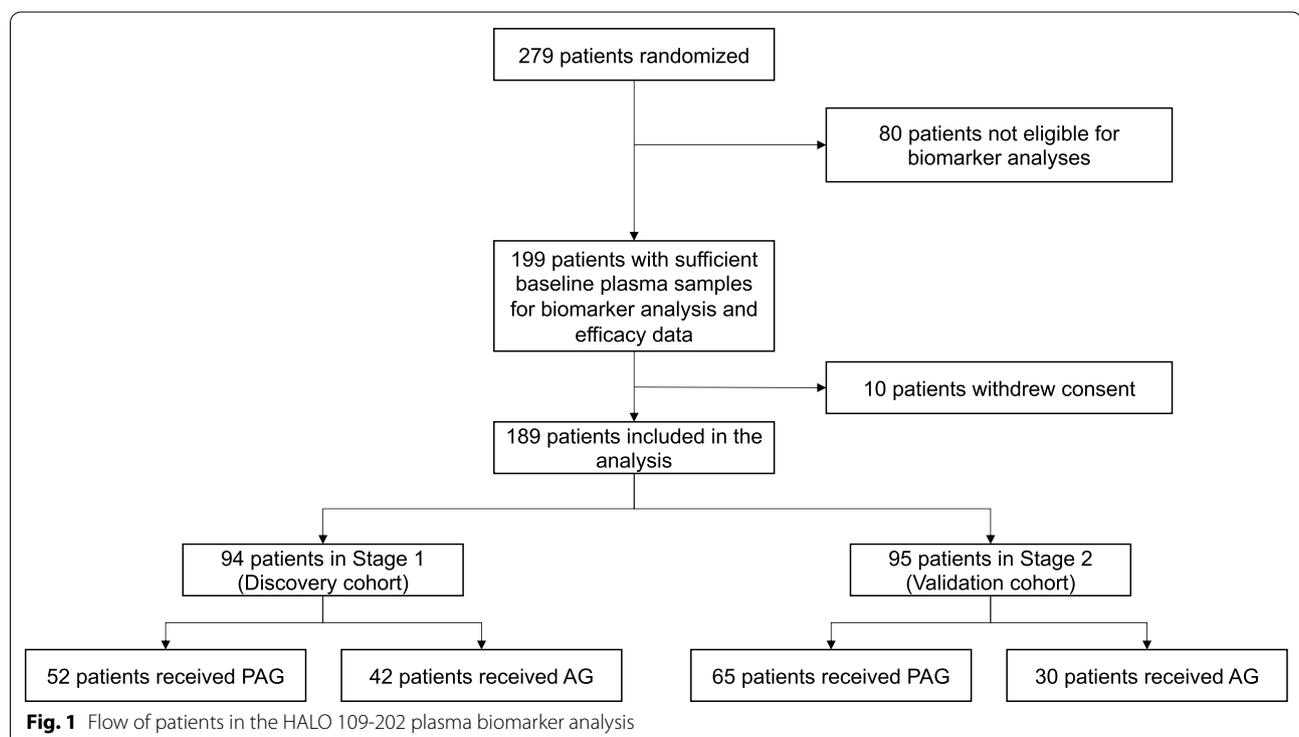 279 patients randomized
80 patients not eligible for
biomarker analyses
199 patients with sufficient
baseline plasma samples
for biomarker analysis and
efficacy data
10 patients withdrew consent
189 patients included in the
analysis
94 patients in Stage 1
(Discovery cohort)
95 patients in Stage 2
(Validation cohort)
52 patients received PAG
42 patients received AG
65 patients received PAG
30 patients received AG
Fig. 1 Flow of patients in the HALO 109-202 plasma biomarker analysis